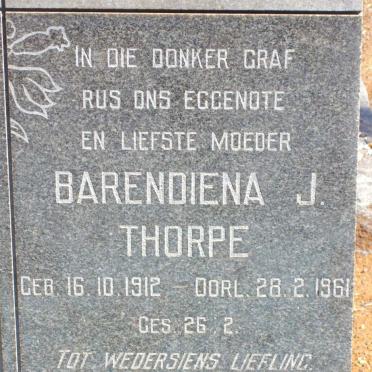 IN DIE DONKER GRAF
RUS ONS EGGENOTE
EN LIEFSTE MOEDER
BARENDIENA J.
THORPE
GEB. 16.10.1912 – OORL. 28.2.1961
GES. 26 2.
TOT WEDERSIENS LIEFLING.